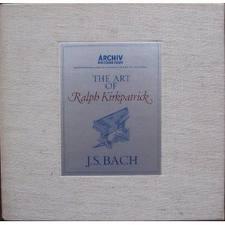 ARCHIV
THE ART
OF
Ralph Kirkpatrick
J.S. BACH